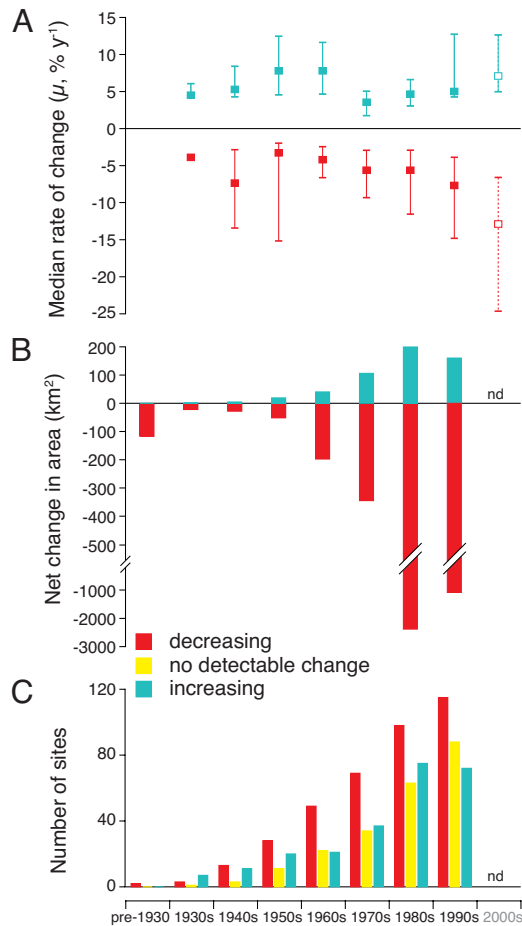 A
Median rate of change (μ, % y⁻¹)
15
10
5
0
-5
-10
-15
-20
-25
B
Net change in area (km²)
200
100
0
-100
-200
-300
-400
-500
-1000
-2000
-3000
nd
decreasing
no detectable change
increasing
C
Number of sites
120
80
40
0
nd
pre-1930 1930s 1940s 1950s 1960s 1970s 1980s 1990s 2000s